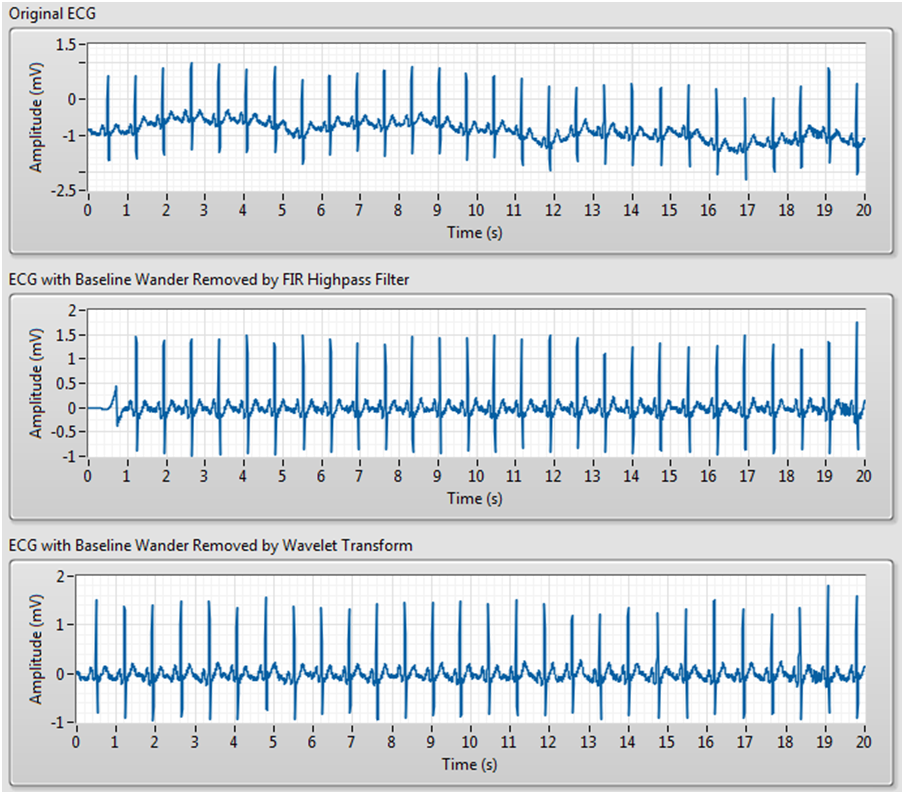 Original ECG
Amplitude (mV)
1.5
0
-1
-2.5
0 1 2 3 4 5 6 7 8 9 10 11 12 13 14 15 16 17 18 19 20
Time (s)
ECG with Baseline Wander Removed by FIR Highpass Filter
Amplitude (mV)
2
1.5
1
0.5
0
-0.5
-1
0 1 2 3 4 5 6 7 8 9 10 11 12 13 14 15 16 17 18 19 20
Time (s)
ECG with Baseline Wander Removed by Wavelet Transform
Amplitude (mV)
2
1
0
-1
0 1 2 3 4 5 6 7 8 9 10 11 12 13 14 15 16 17 18 19 20
Time (s)